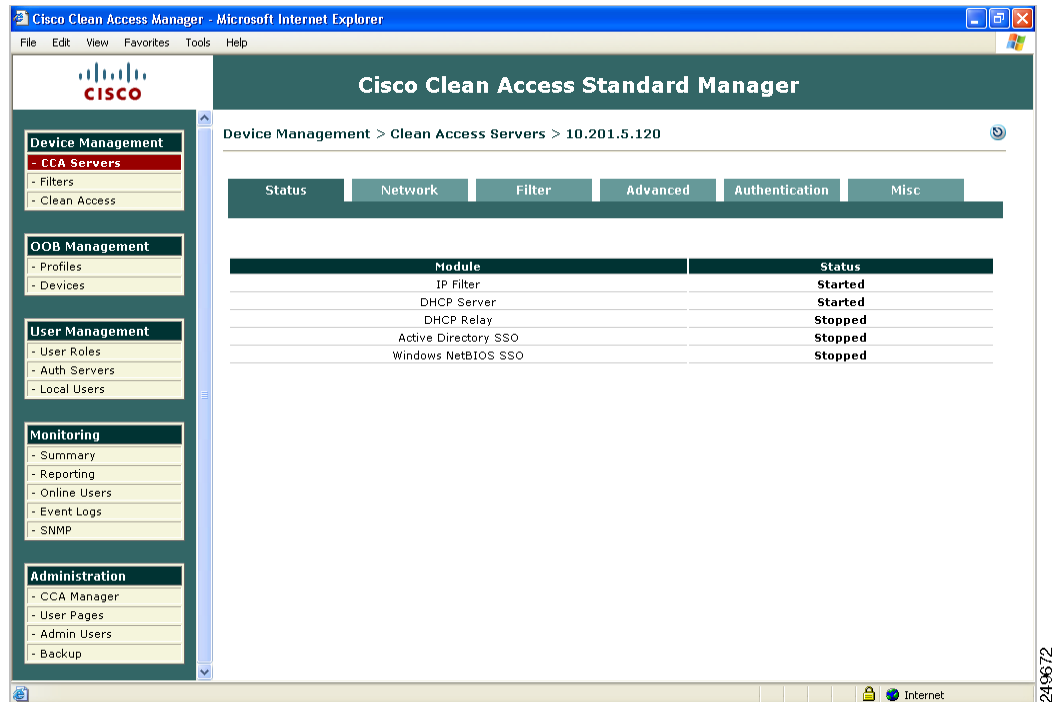 Cisco Clean Access Manager - Microsoft Internet Explorer
File Edit View Favorites Tools Help
CISCO
Cisco Clean Access Standard Manager
Device Management > Clean Access Servers > 10.201.5.120
Device Management
- CCA Servers
- Filters
- Clean Access
OOB Management
- Profiles
- Devices
User Management
- User Roles
- Auth Servers
- Local Users
Monitoring
- Summary
- Reporting
- Online Users
- Event Logs
- SNMP
Administration
- CCA Manager
- User Pages
- Admin Users
- Backup
Status Network Filter Advanced Authentication Misc
Module Status
IP Filter Started
DHCP Server Started
DHCP Relay Stopped
Active Directory SSO Stopped
Windows NetBIOS SSO Stopped
Internet
249672